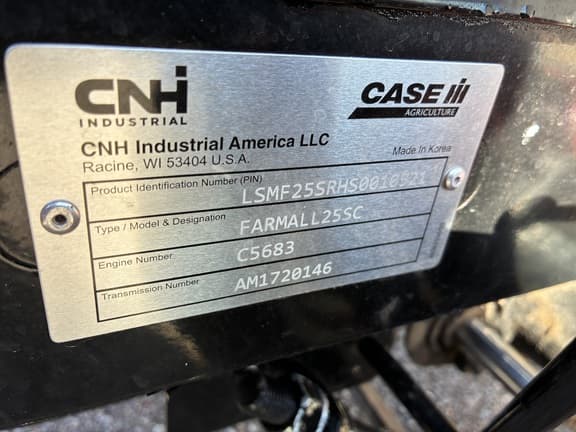 CNH
INDUSTRIAL
CASE IH
AGRICULTURE
CNH Industrial America LLC
Racine, WI 53404 U.S.A.
Made In Korea
Product Identification Number (PIN)
Type / Model & Designation
FARMALL25SC
Engine Number
C5683
Transmission Number
AM1720146